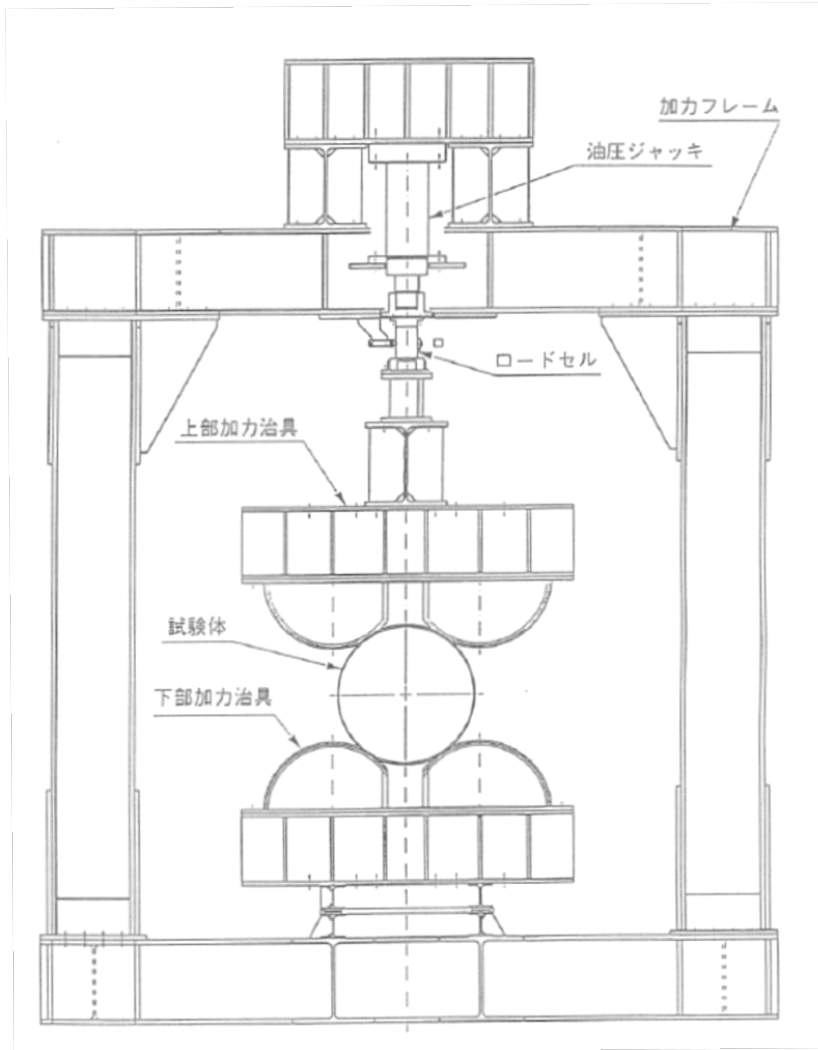 加力フレーム
油圧ジャッキ
ロードセル
上部加力治具
試験体
下部加力治具